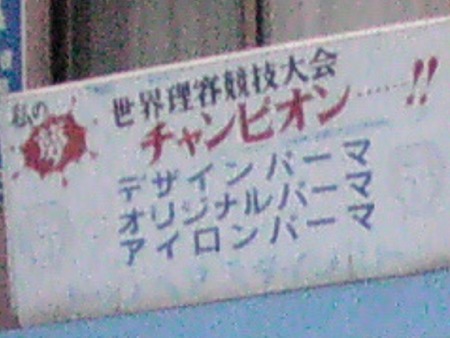 私の
夢
世界理容競技大会
チャンピオン……!!
デザインパーマ
オリジナルパーマ
アイロンパーマ